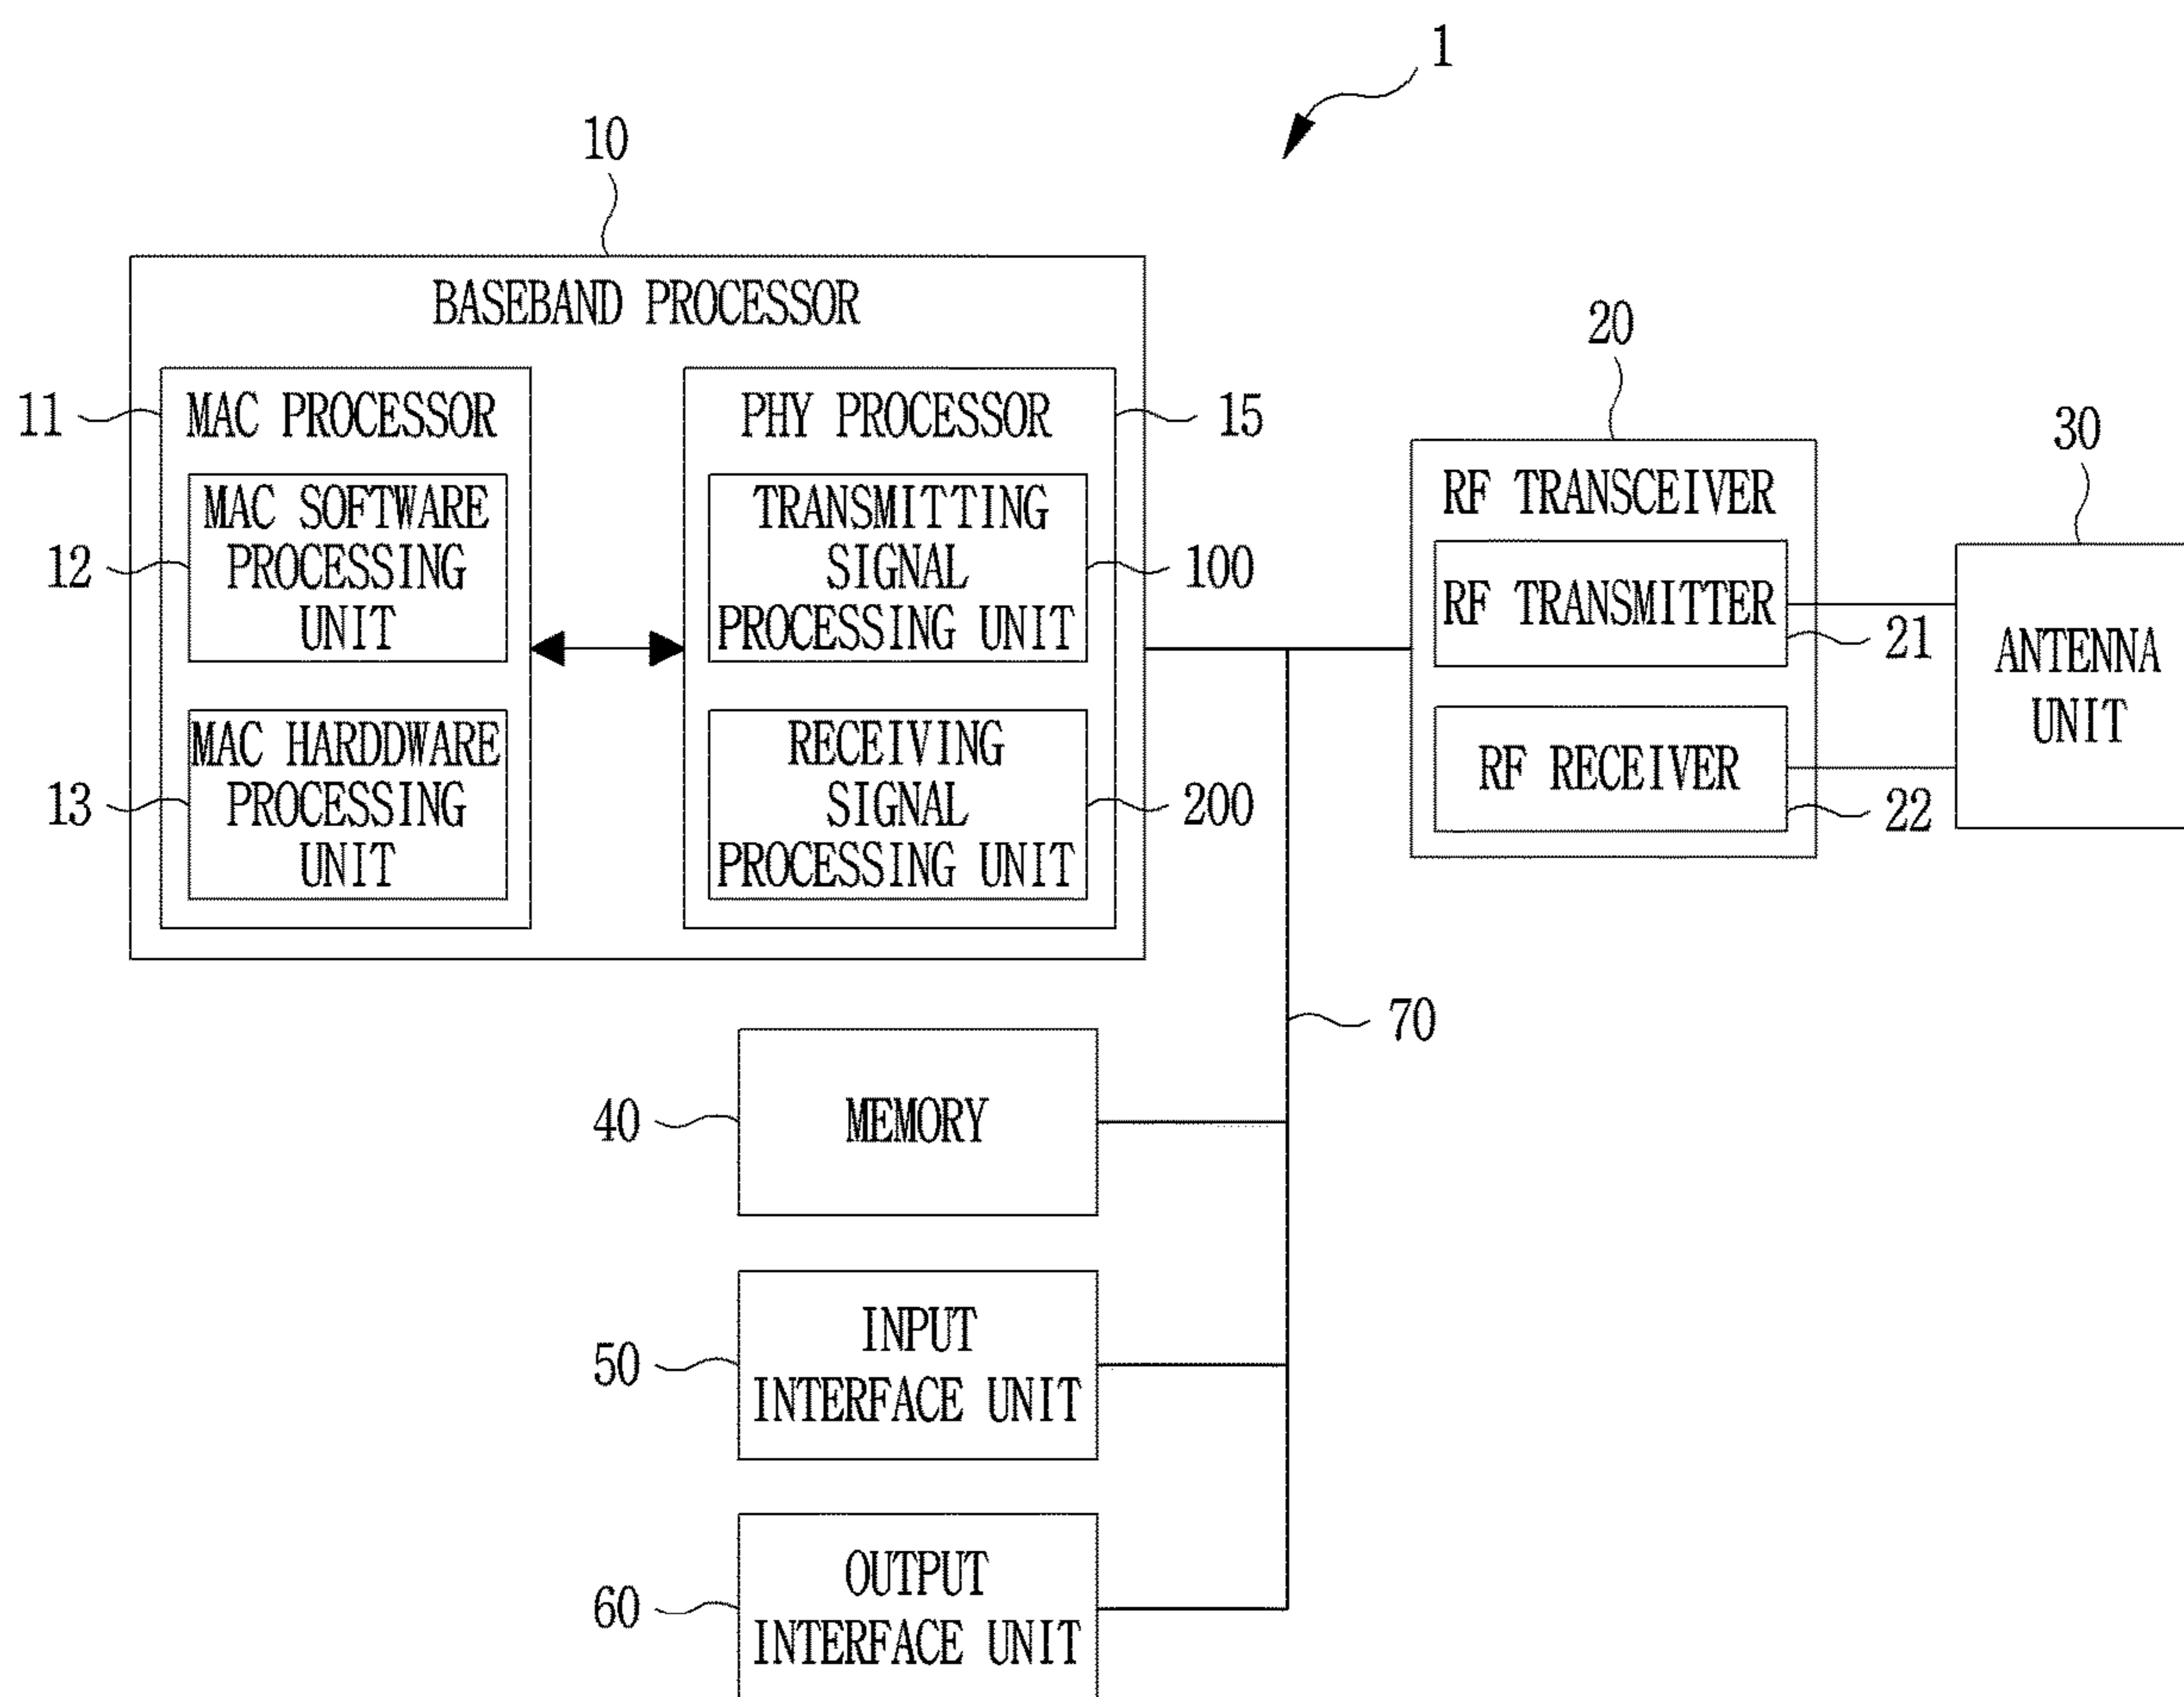 1
10
BASEBAND PROCESSOR
11
MAC PROCESSOR
12
MAC SOFTWARE
PROCESSING
UNIT
13
MAC HARDDWARE
PROCESSING
UNIT
PHY PROCESSOR
15
TRANSMITTING
SIGNAL
PROCESSING UNIT
100
RECEIVING
SIGNAL
PROCESSING UNIT
200
20
RF TRANSCEIVER
RF TRANSMITTER
21
RF RECEIVER
22
30
ANTENNA
UNIT
70
40
MEMORY
50
INPUT
INTERFACE UNIT
60
OUTPUT
INTERFACE UNIT